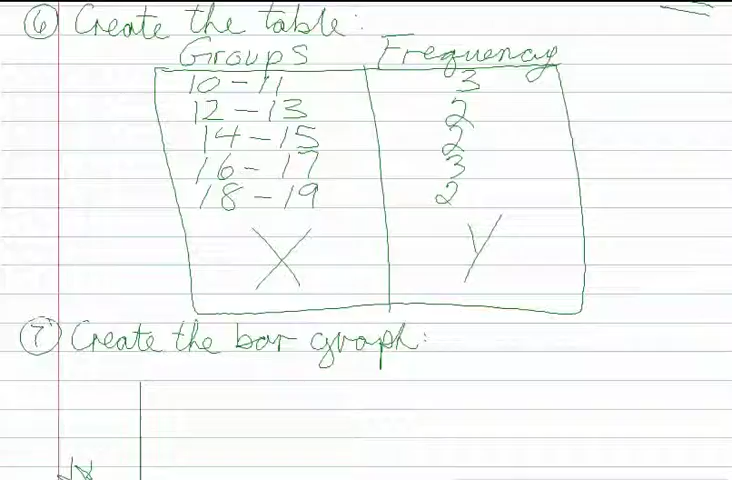 ⑥ Create the table:
Groups Frequency
10-11 3
12-13 2
14-15 2
16-17 3
18-19 2
X Y
⑦ Create the bar graph: